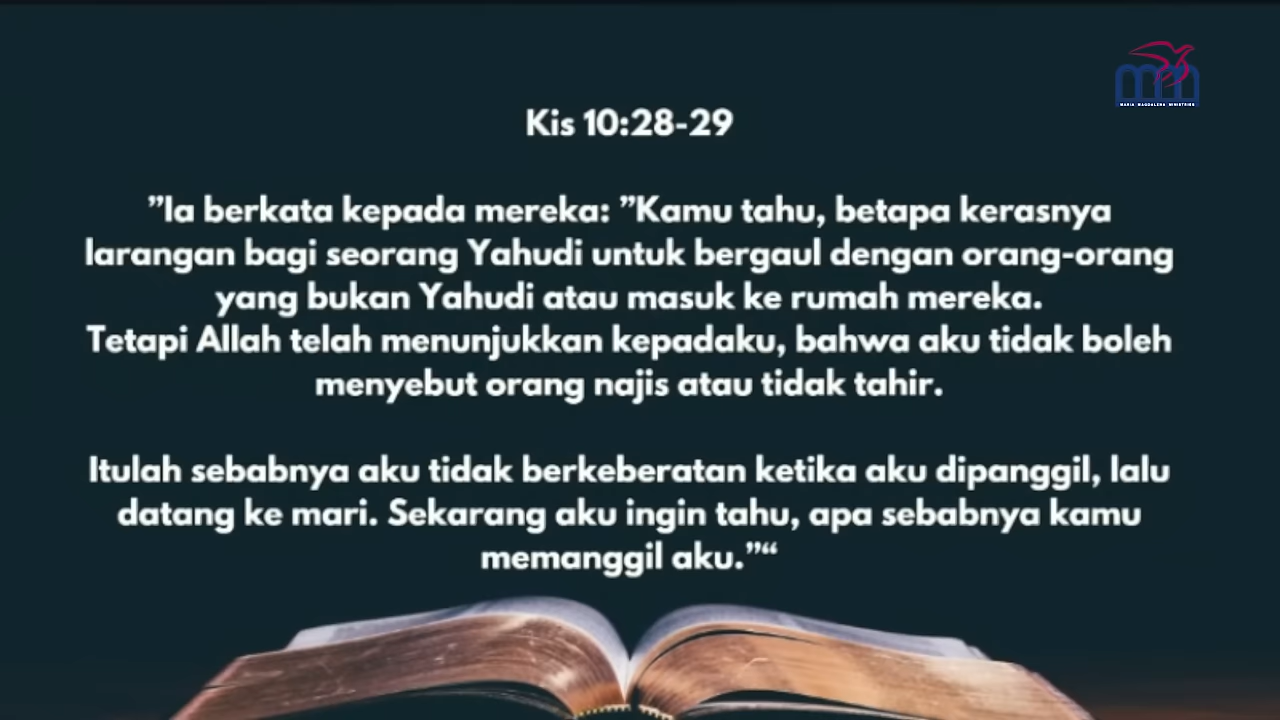 MARIA MAGDALENA MINISTRIES
Kis 10:28-29
”Ia berkata kepada mereka: ”Kamu tahu, betapa kerasnya
larangan bagi seorang Yahudi untuk bergaul dengan orang-orang
yang bukan Yahudi atau masuk ke rumah mereka.
Tetapi Allah telah menunjukkan kepadaku, bahwa aku tidak boleh
menyebut orang najis atau tidak tahir.
Itulah sebabnya aku tidak berkeberatan ketika aku dipanggil, lalu
datang ke mari. Sekarang aku ingin tahu, apa sebabnya kamu
memanggil aku.”“